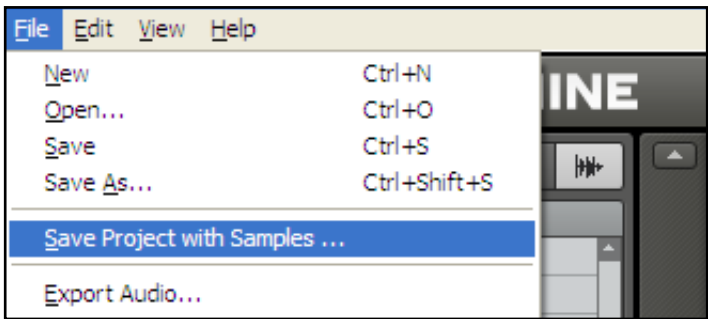 File Edit View Help
New Ctrl+N
Open... Ctrl+O
Save Ctrl+S
Save As... Ctrl+Shift+S
Save Project with Samples ...
Export Audio...
INE